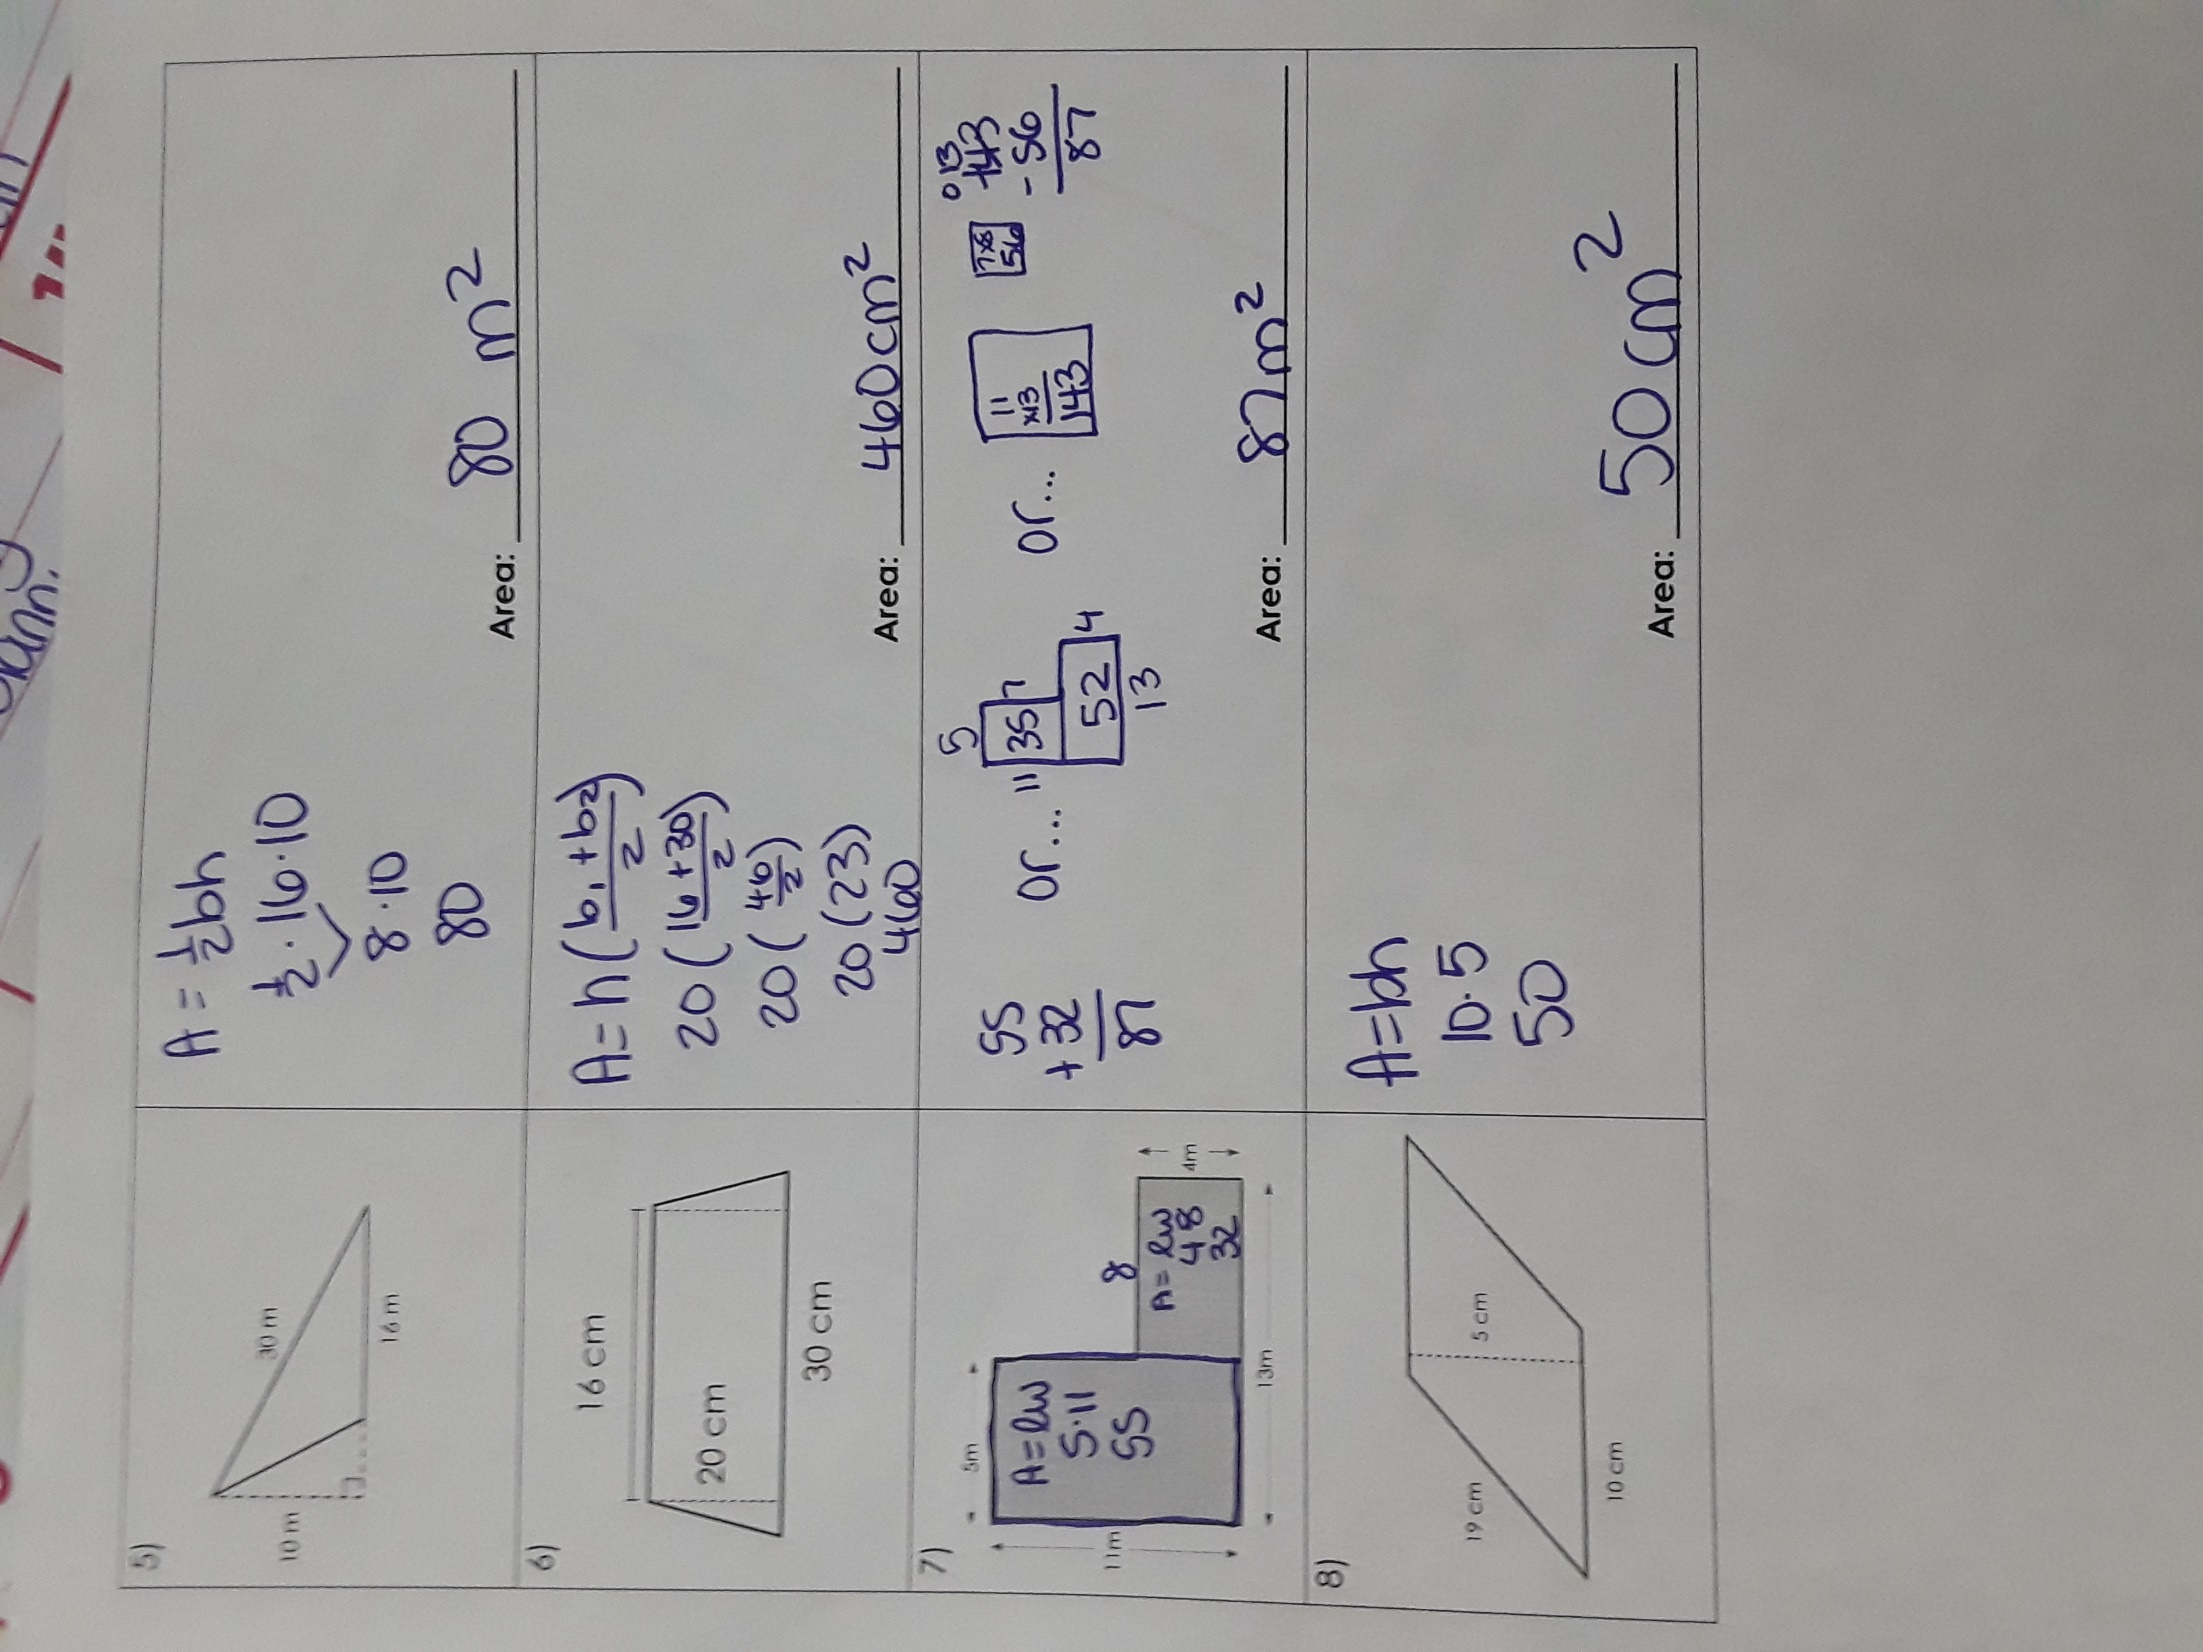 5)
10 m
30 m
16 m
A = ½bh
½ · 16 · 10
8 · 10
80
Area: 80 m²
6)
16 cm
20 cm
30 cm
A = h(b₁ + b₂/2)
20(16 + 30/2)
20(46/2)
20(23)
460
Area: 460cm²
7)
5m
11m
A = lw
5·11
55
8
A = lw
4 8
32
4m
13m
55
+ 32
87
or...
5
11
35
7
52
4
13
or...
11
x13
143
7x8
56
0 13
143
- 56
87
Area: 87m²
8)
19 cm
5 cm
10 cm
A = bh
10 · 5
50
Area: 50 cm²